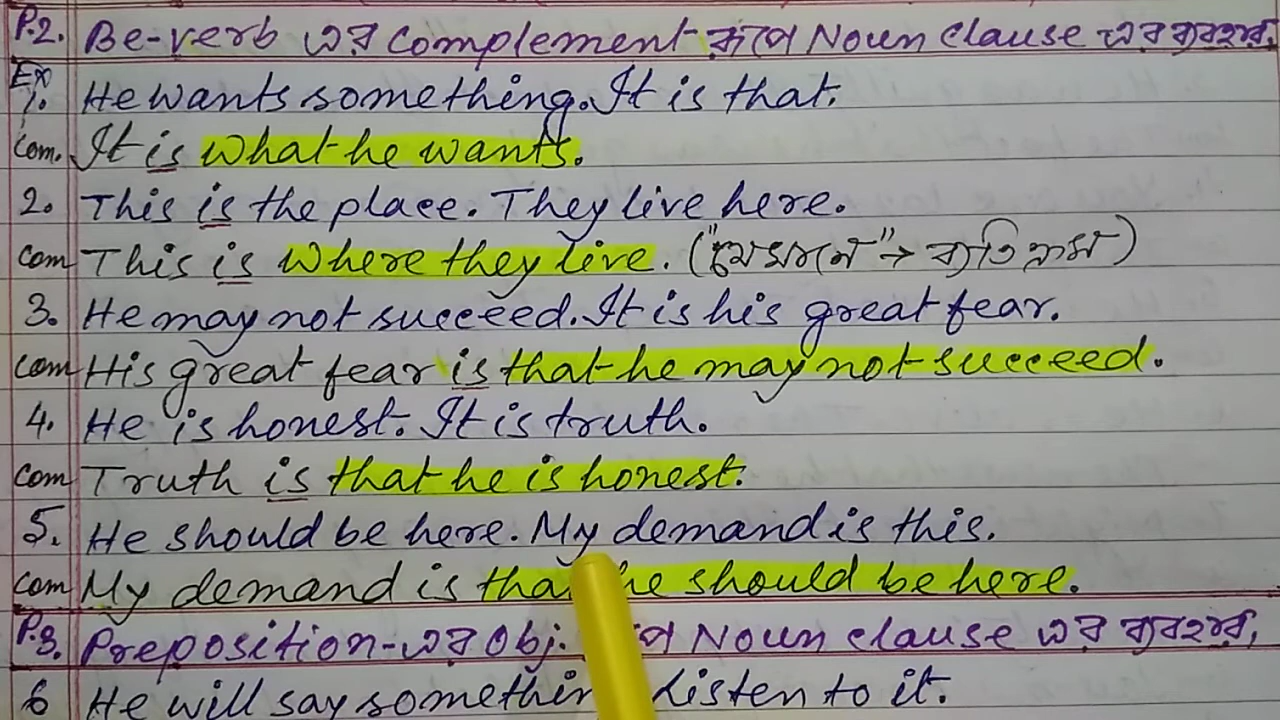 P.2. Be-verb এর Complement রূপে Noun Clause এর ব্যবহার.
Ex 1. He wants something. It is that.
Com. It is what he wants.
2. This is the place. They live here.
Com This is where they live. ( → ব্যতিক্রম)
3. He may not succeed. It is his great fear.
Com His great fear is that he may not succeed.
4. He is honest. It is truth.
Com Truth is that he is honest.
5. He should be here. My demand is this.
Com My demand is that he should be here.
P.3. Preposition-এর Obj. Noun clause এর ব্যবহার,
6 He will say somethin Listen to it.